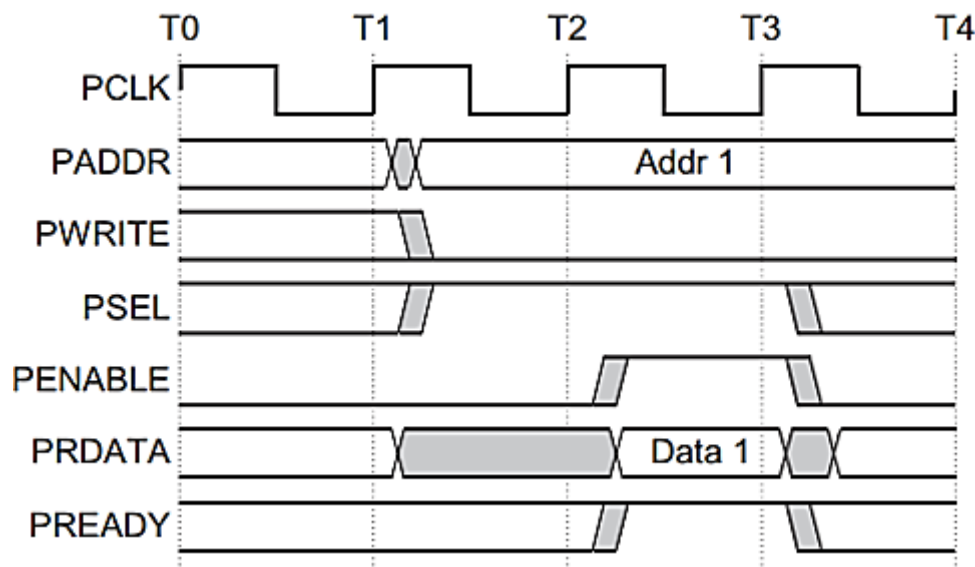 T0 T1 T2 T3 T4
PCLK
PADDR Addr 1
PWRITE
PSEL
PENABLE
PRDATA Data 1
PREADY